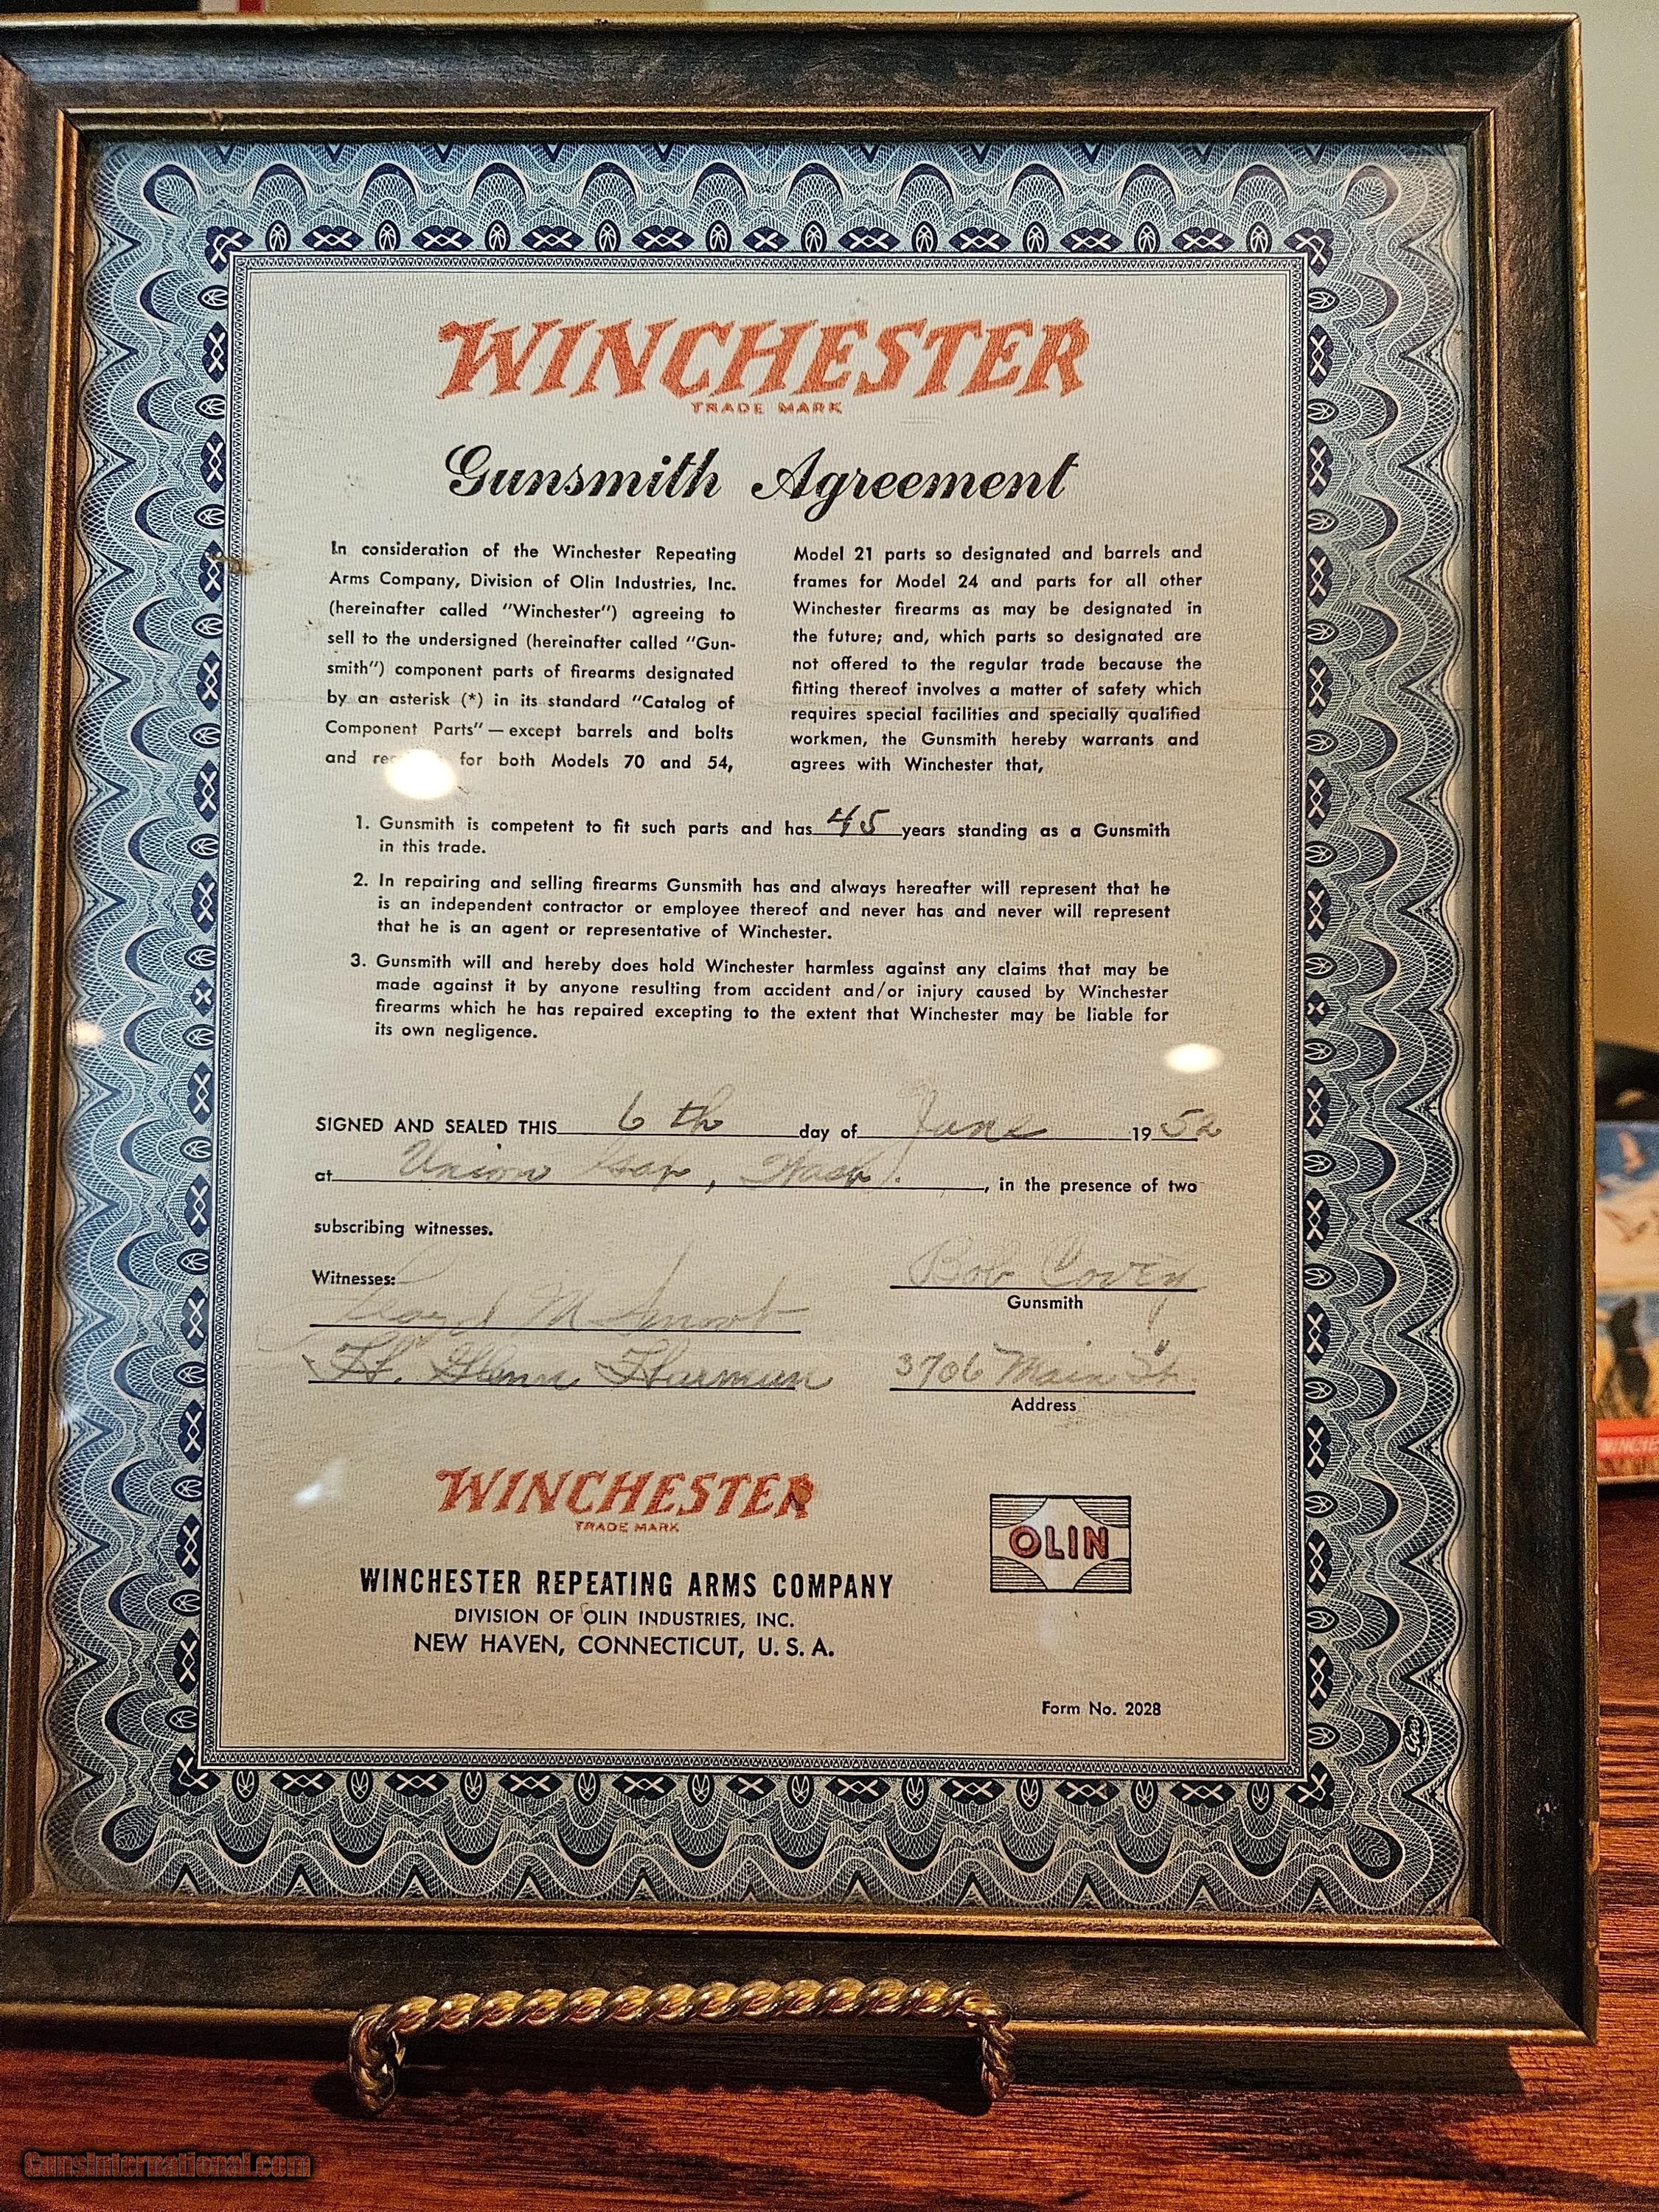 WINCHESTER
TRADE MARK
Gunsmith Agreement
In consideration of the Winchester Repeating
Arms Company, Division of Olin Industries, Inc.
(hereinafter called "Winchester") agreeing to
sell to the undersigned (hereinafter called "Gun-
smith") component parts of firearms designated
by an asterisk (*) in its standard "Catalog of
Component Parts" — except barrels and bolts
and for both Models 70 and 54,
Model 21 parts so designated and barrels and
frames for Model 24 and parts for all other
Winchester firearms as may be designated in
the future; and, which parts so designated are
not offered to the regular trade because the
fitting thereof involves a matter of safety which
requires special facilities and specially qualified
workmen, the Gunsmith hereby warrants and
agrees with Winchester that,
1. Gunsmith is competent to fit such parts and has 45 years standing as a Gunsmith
in this trade.
2. In repairing and selling firearms Gunsmith has and always hereafter will represent that he
is an independent contractor or employee thereof and never has and never will represent
that he is an agent or representative of Winchester.
3. Gunsmith will and hereby does hold Winchester harmless against any claims that may be
made against it by anyone resulting from accident and/or injury caused by Winchester
firearms which he has repaired excepting to the extent that Winchester may be liable for
its own negligence.
SIGNED AND SEALED THIS 6th day of June 1952
at Union Gap, Wash., in the presence of two
subscribing witnesses.
Witnesses:
Bob Covey
Gunsmith
M
H. Glenn Harman
3706 Main St
Address
WINCHESTER
TRADE MARK
OLIN
WINCHESTER REPEATING ARMS COMPANY
DIVISION OF OLIN INDUSTRIES, INC.
NEW HAVEN, CONNECTICUT, U. S. A.
Form No. 2028
Goes
WINCHE
GunsInternational.com